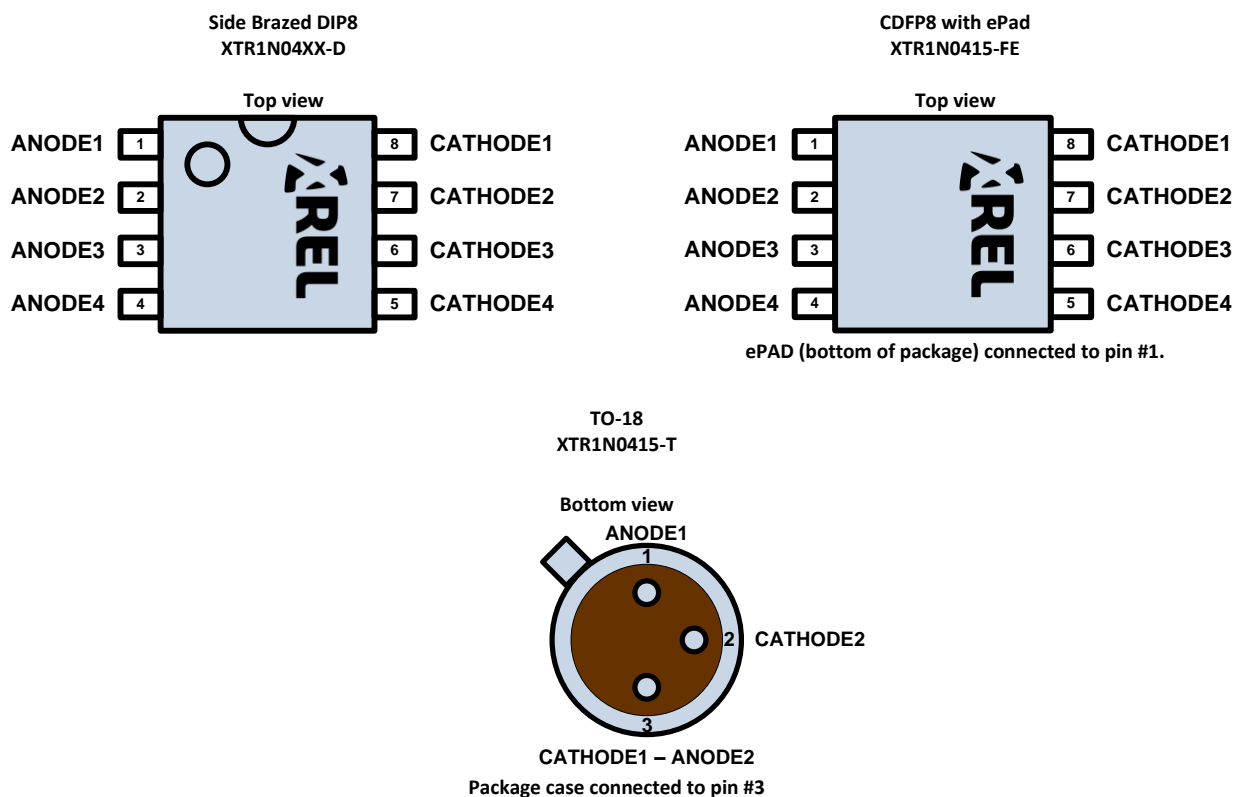 Side Brazed DIP8
XTR1N04XX-D
Top view
ANODE1 1 8 CATHODE1
ANODE2 2 7 CATHODE2
ANODE3 3 6 CATHODE3
ANODE4 4 5 CATHODE4
XREL
CDFP8 with ePad
XTR1N0415-FE
Top view
ANODE1 1 8 CATHODE1
ANODE2 2 7 CATHODE2
ANODE3 3 6 CATHODE3
ANODE4 4 5 CATHODE4
XREL
ePAD (bottom of package) connected to pin #1.
TO-18
XTR1N0415-T
Bottom view
ANODE1
1
2 CATHODE2
3
CATHODE1 – ANODE2
Package case connected to pin #3